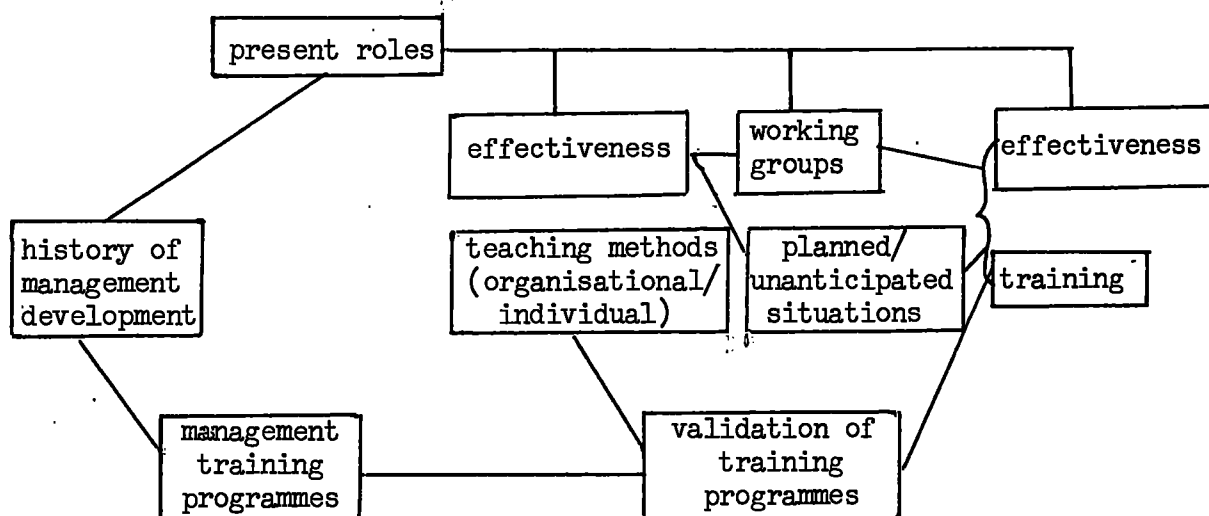 present roles
effectiveness
working
groups
effectiveness
history of
management
development
teaching methods
(organisational/
individual)
planned/
unanticipated
situations
training
management
training
programmes
validation of
training
programmes